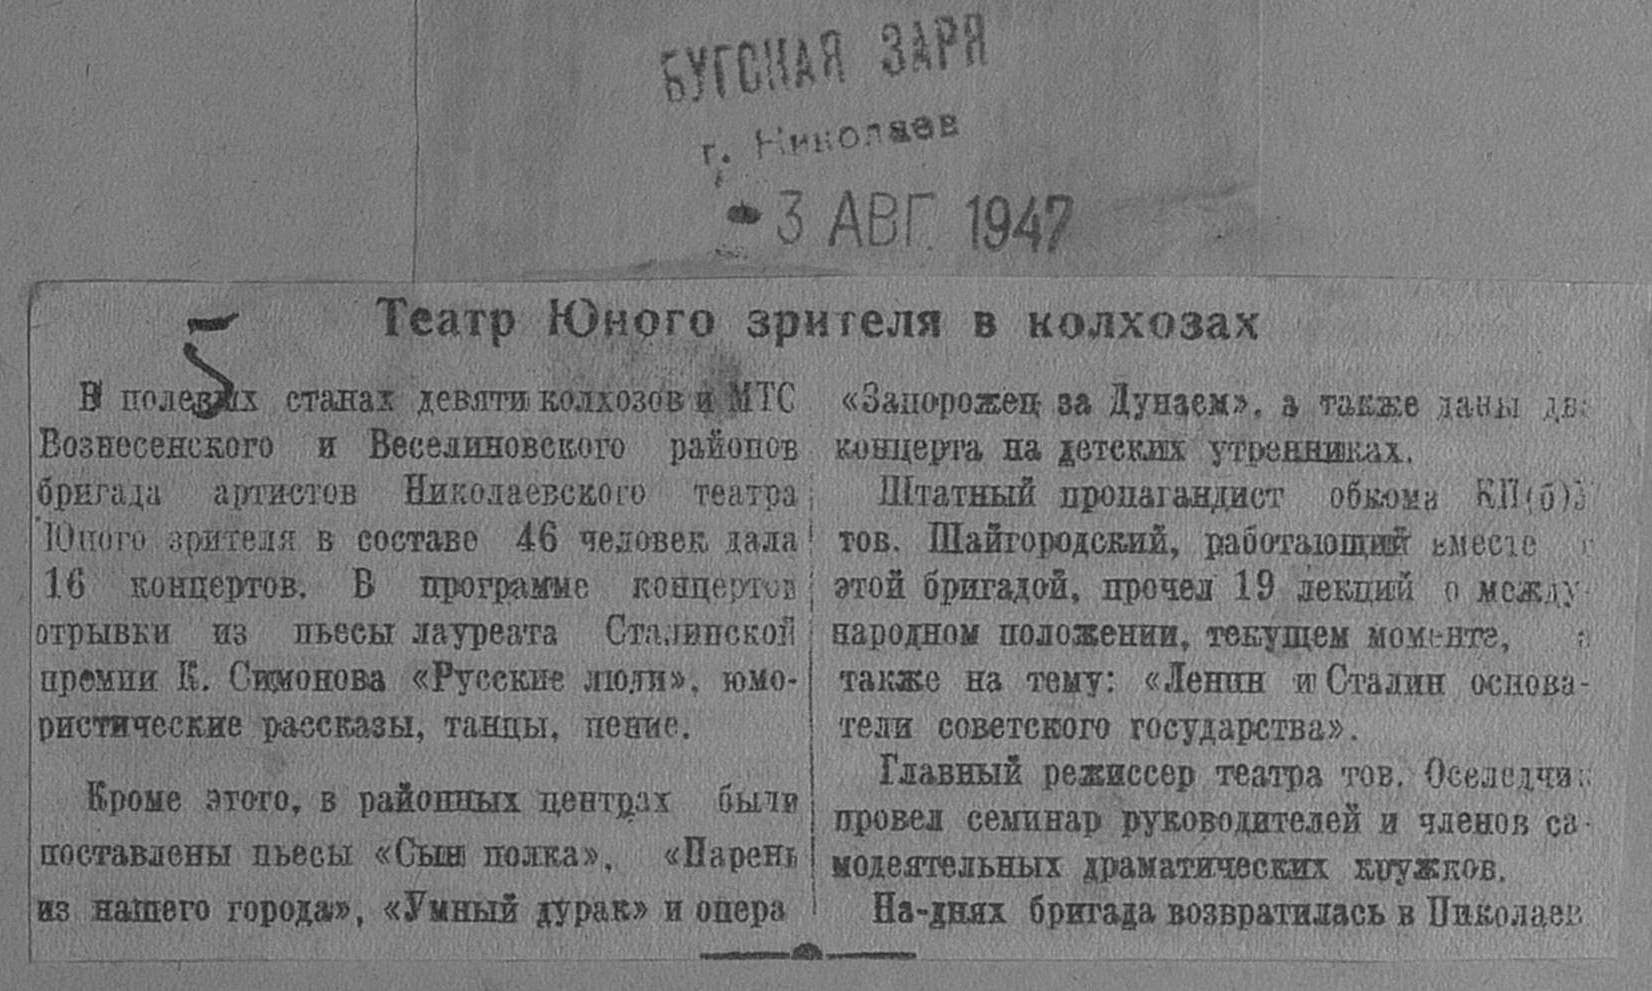 БУГСКАЯ ЗАРЯ
г. Николаев
- 3 АВГ. 1947
5
Театр Юного зрителя в колхозах
В полевых станах девяти колхозов и МТС
Вознесенского и Веселиновского районов
бригада артистов Николаевского театра
Юного зрителя в составе 46 человек дала
16 концертов. В программе концертов
отрывки из пьесы лауреата Сталинской
премии К. Симонова «Русские люди», юмо-
ристические рассказы, танцы, пение.
Кроме этого, в районных центрах были
поставлены пьесы «Сын полка», «Парень
из нашего города», «Умный дурак» и опера
«Запорожец за Дунаем», а также даны два
концерта на детских утренниках.
Штатный пропагандист обкома КП(б)У
тов. Шайгородский, работающий вместе с
этой бригадой, прочел 19 лекций о между-
народном положении, текущем моменте, а
также на тему: «Ленин и Сталин основа-
тели советского государства».
Главный режиссер театра тов. Оселедчик
провел семинар руководителей и членов са-
модеятельных драматических кружков.
На-днях бригада возвратилась в Николаев